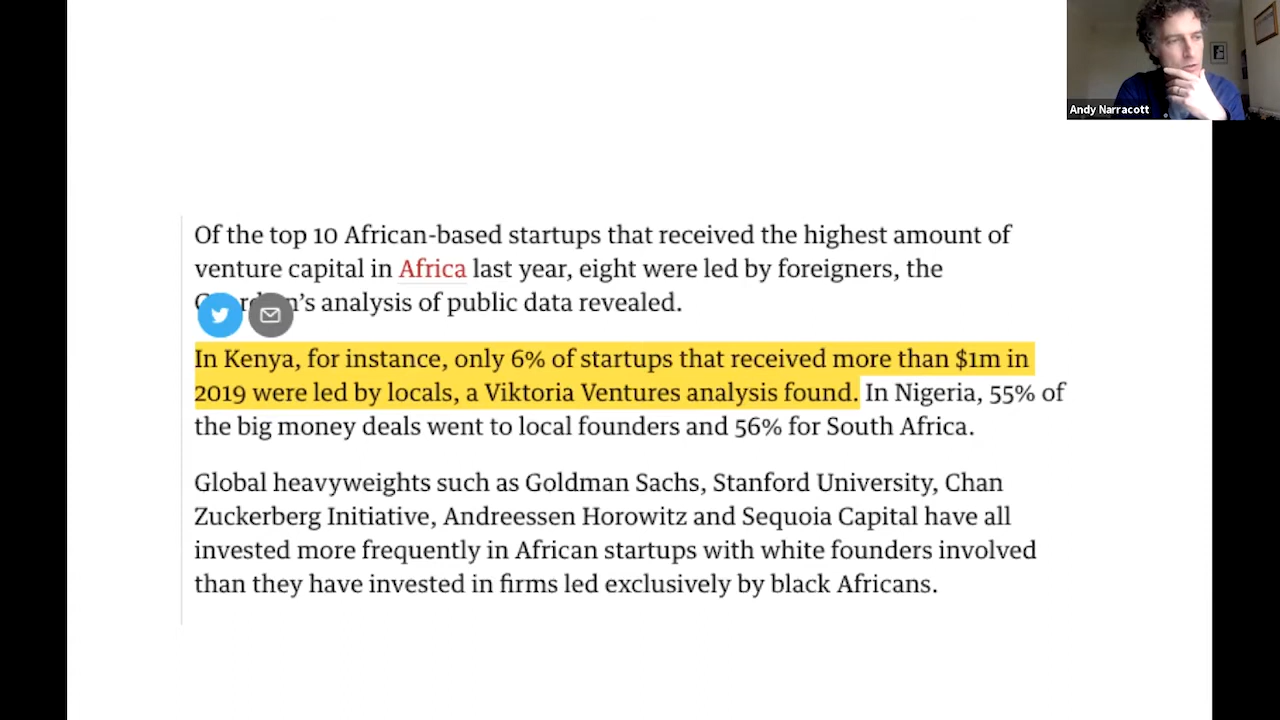 Andy Narracott
Of the top 10 African-based startups that received the highest amount of
venture capital in Africa last year, eight were led by foreigners, the
analysis of public data revealed.
In Kenya, for instance, only 6% of startups that received more than $1m in
2019 were led by locals, a Viktoria Ventures analysis found. In Nigeria, 55% of
the big money deals went to local founders and 56% for South Africa.
Global heavyweights such as Goldman Sachs, Stanford University, Chan
Zuckerberg Initiative, Andreessen Horowitz and Sequoia Capital have all
invested more frequently in African startups with white founders involved
than they have invested in firms led exclusively by black Africans.